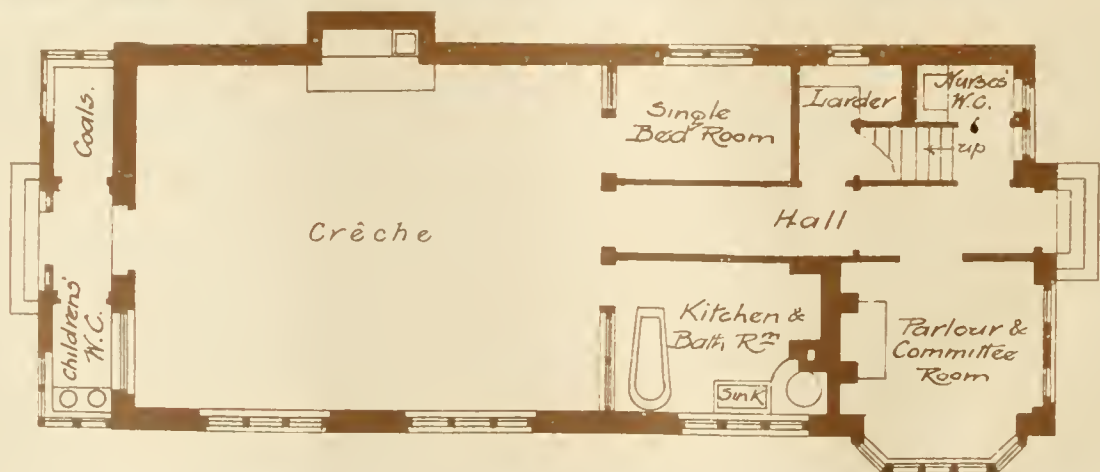 Coals.
Children's
W.C.
Crêche
Single
Bed Room
Larder
Nurses'
W.C.
up
Hall
Kitchen &
Bath Rm
Sink
Parlour &
Committee
Room